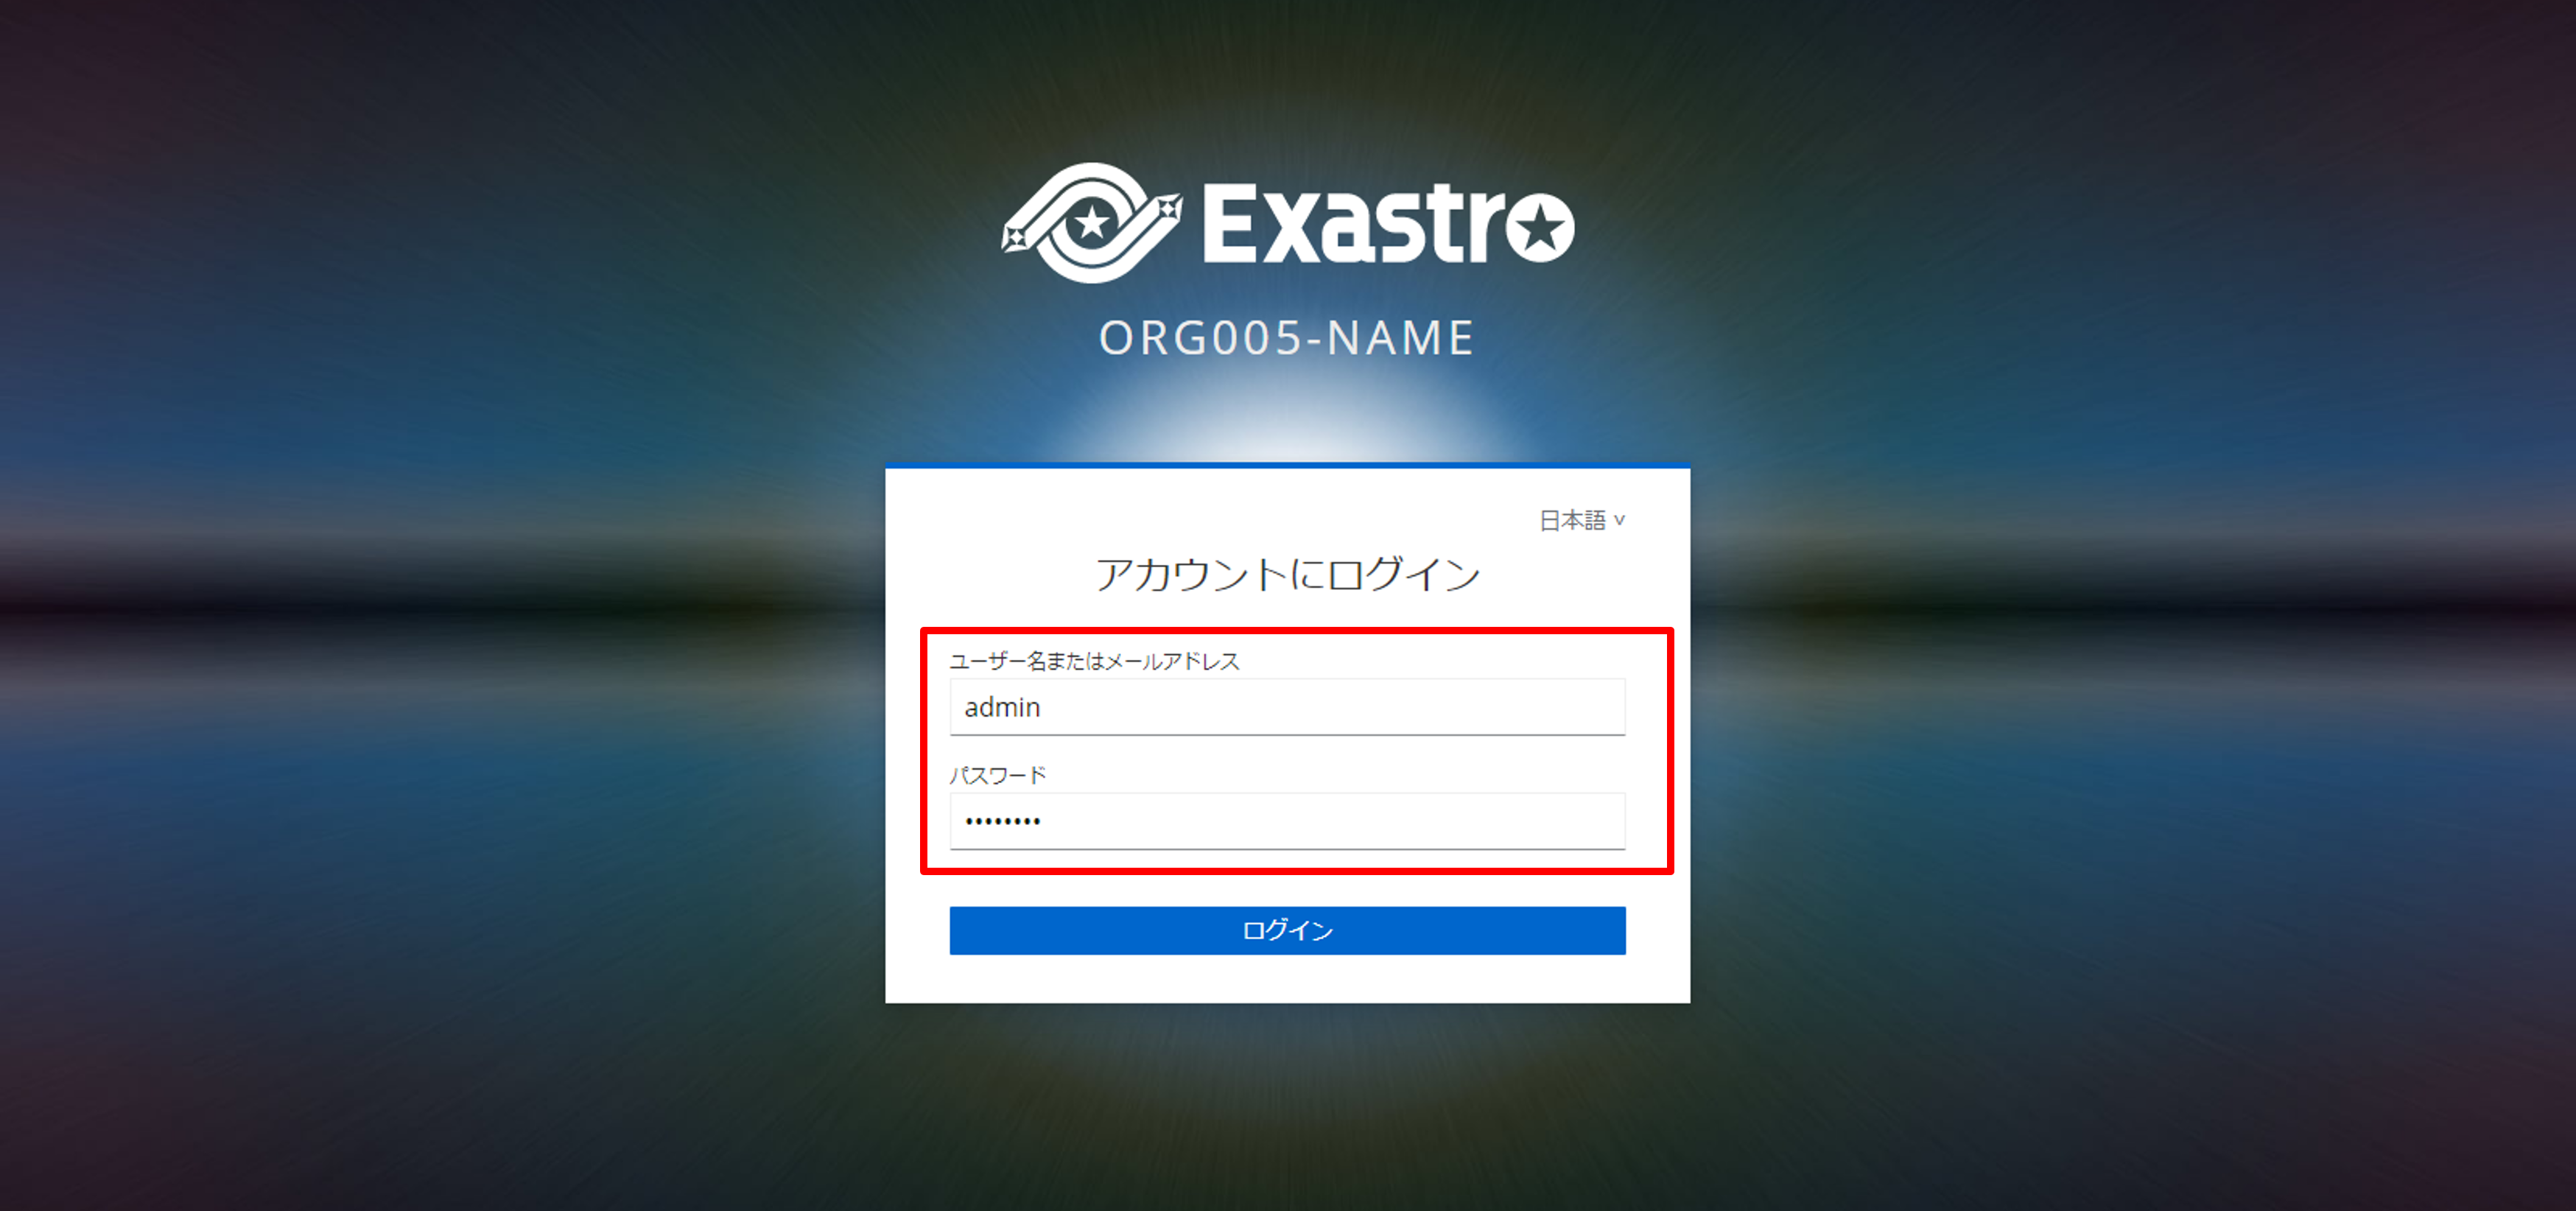 Exastro
ORG005-NAME
日本語 ˅
アカウントにログイン
ユーザー名またはメールアドレス
admin
パスワード
••••••••
ログイン